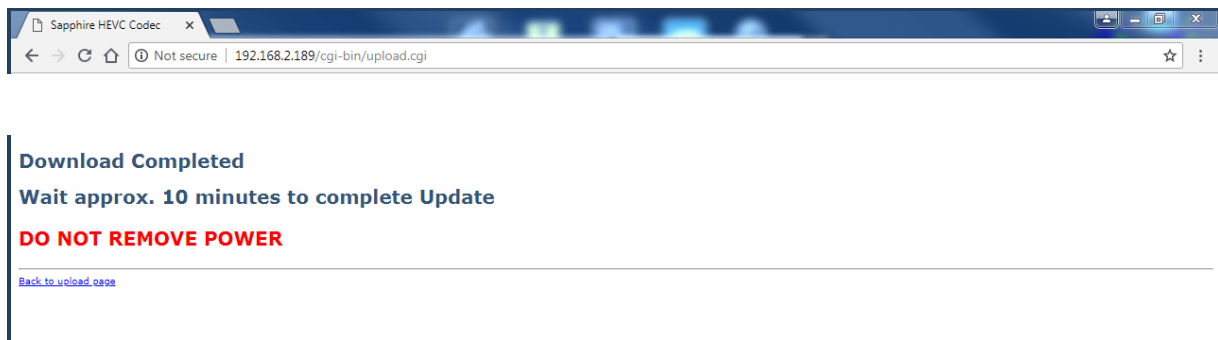 Sapphire HEVC Codec
Not secure | 192.168.2.189/cgi-bin/upload.cgi
Download Completed
Wait approx. 10 minutes to complete Update
DO NOT REMOVE POWER
Back to upload page